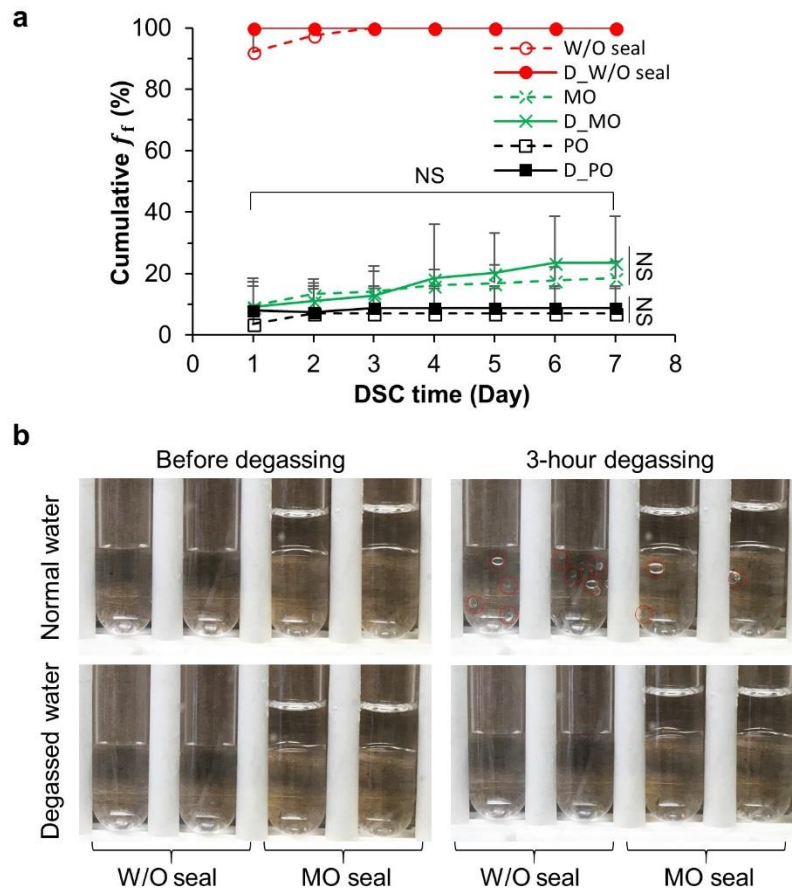 a
Cumulative f_f (%)
100
80
60
40
20
0
W/O seal
D_W/O seal
MO
D_MO
PO
D_PO
NS
NS
NS
0 1 2 3 4 5 6 7 8
DSC time (Day)
b
Before degassing
3-hour degassing
Normal water
Degassed water
W/O seal
MO seal
W/O seal
MO seal